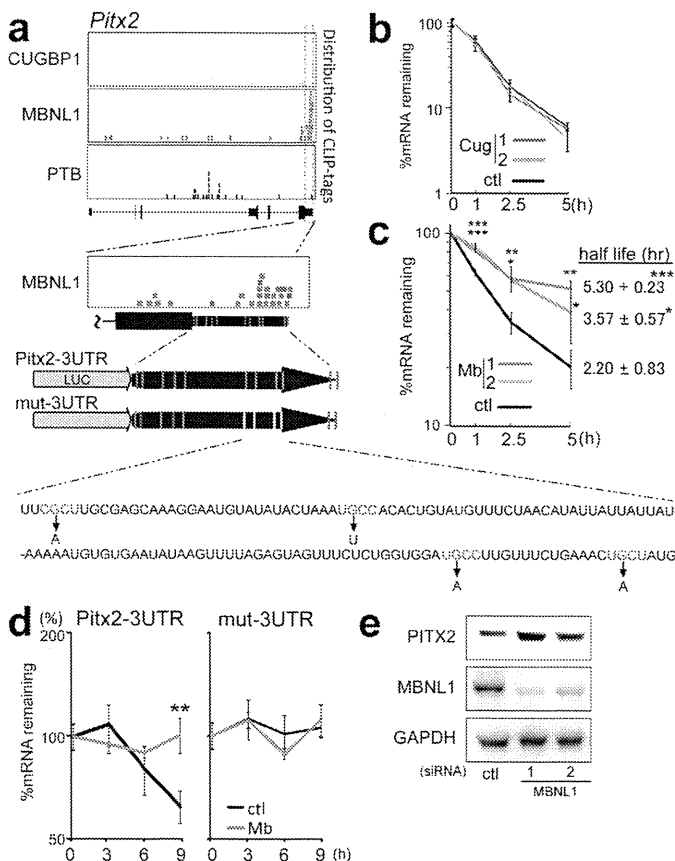 a
Pitx2
CUGBP1
MBNL1
PTB
Distribution of CLIP-tags
MBNL1
Pitx2-3UTR
LUC
mut-3UTR
UUCGCUUGCGAGCAAAGGAAUGUAUAUACUAAAUGCCACACUGUAUGUUUCUAACAUAUUAUUAUUAU
A
U
-AAAAAUGUGUGAAUAUAAGUUUUAGAGUAGUUUCUCUGGUGGAUGCCUUGUUUCUGAAACUGCUAUG
A
A
b
%mRNA remaining
100
10
1
Cug 1
2
ctl
0 1 2.5 5(h)
c
%mRNA remaining
100
10
*** ** **
*** * *
half life (hr)
5.30 ± 0.23 ***
3.57 ± 0.57 *
2.20 ± 0.83
Mb 1
2
ctl
0 1 2.5 5(h)
d
(%)
Pitx2-3UTR
mut-3UTR
%mRNA remaining
200
100
50
**
ctl
Mb
0 3 6 9
0 3 6 9 (h)
e
PITX2
MBNL1
GAPDH
(siRNA) ctl 1 2
MBNL1